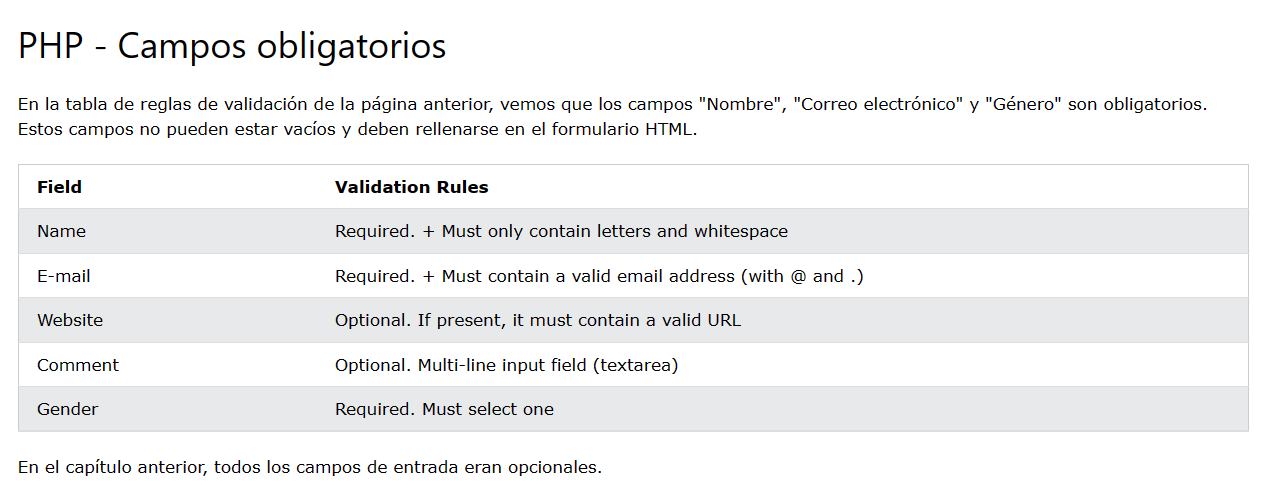 PHP - Campos obligatorios
En la tabla de reglas de validación de la página anterior, vemos que los campos "Nombre", "Correo electrónico" y "Género" son obligatorios.
Estos campos no pueden estar vacíos y deben rellenarse en el formulario HTML.
Field Validation Rules
Name Required. + Must only contain letters and whitespace
E-mail Required. + Must contain a valid email address (with @ and .)
Website Optional. If present, it must contain a valid URL
Comment Optional. Multi-line input field (textarea)
Gender Required. Must select one
En el capítulo anterior, todos los campos de entrada eran opcionales.